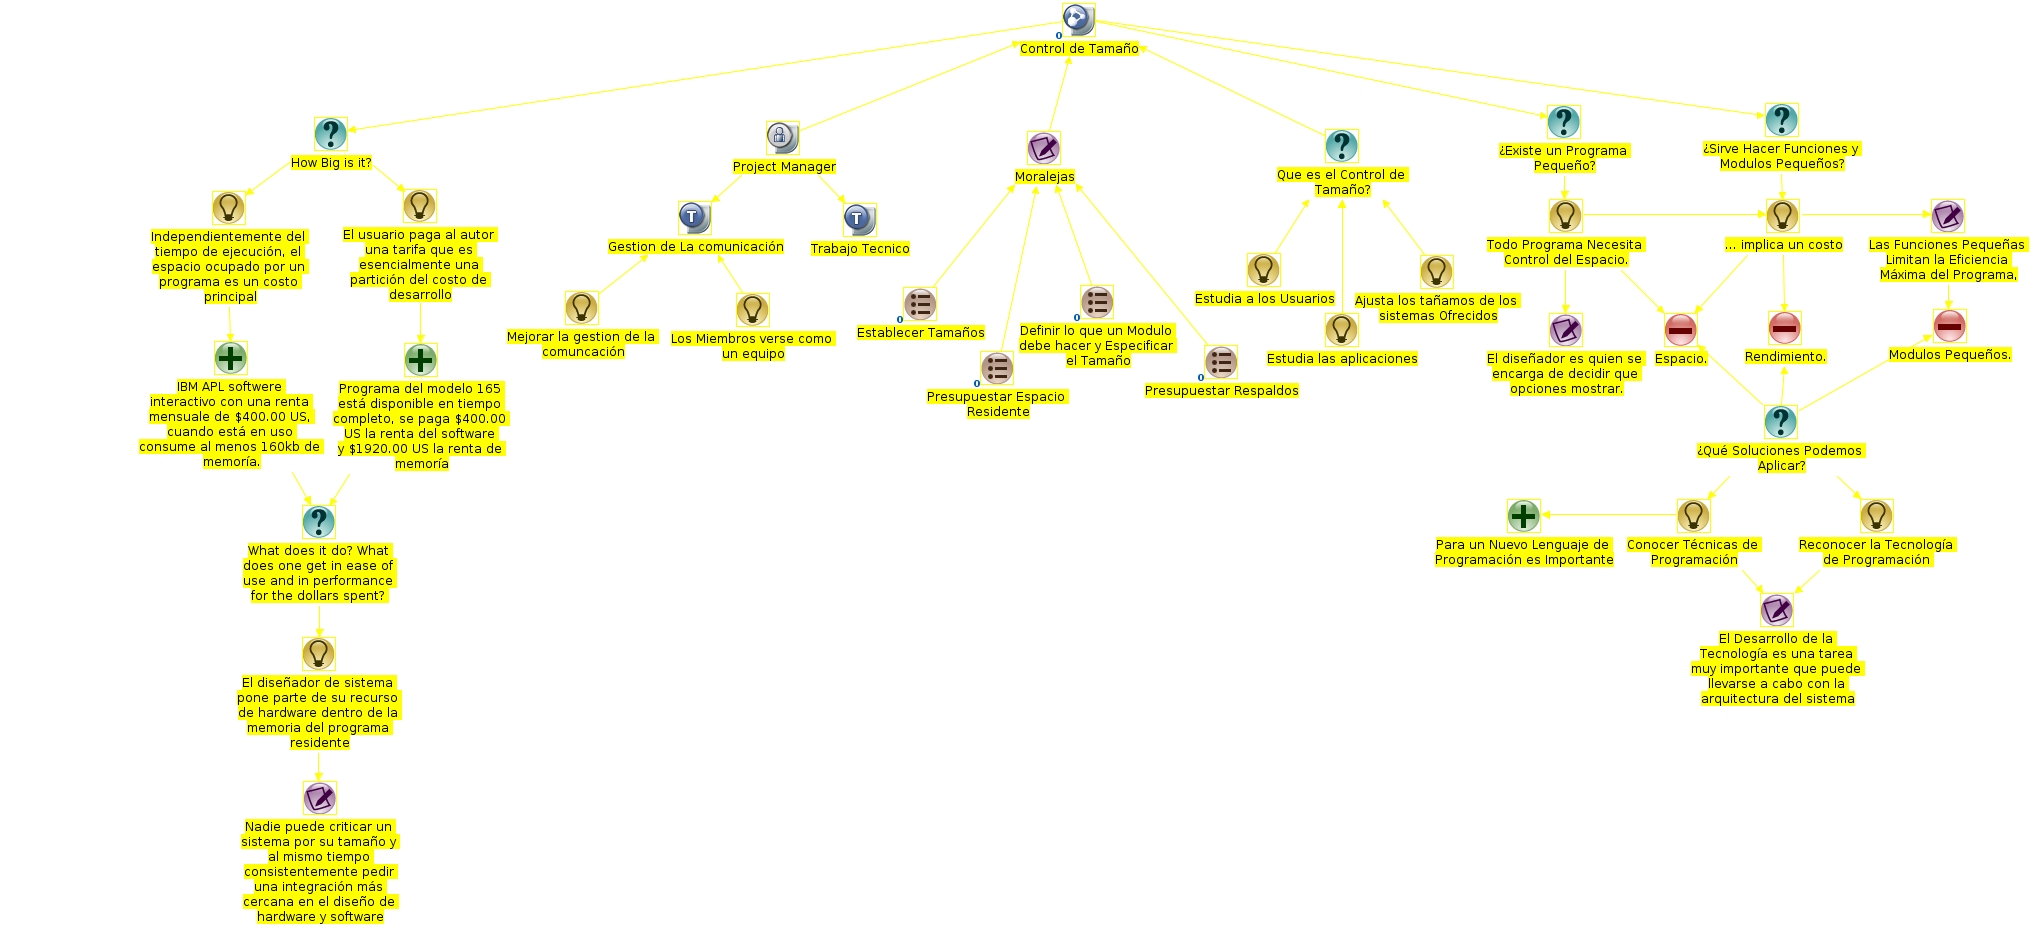 0
Control de Tamaño
How Big is it?
Independientemente del
tiempo de ejecución, el
espacio ocupado por un
programa es un costo
principal
El usuario paga al autor
una tarifa que es
esencialmente una
partición del costo de
desarrollo
IBM APL softwere
interactivo con una renta
mensuale de $400.00 US,
cuando está en uso
consume al menos 160kb de
memoría.
Programa del modelo 165
está disponible en tiempo
completo, se paga $400.00
US la renta del software
y $1920.00 US la renta de
memoría
What does it do? What
does one get in ease of
use and in performance
for the dollars spent?
El diseñador de sistema
pone parte de su recurso
de hardware dentro de la
memoria del programa
residente
Nadie puede criticar un
sistema por su tamaño y
al mismo tiempo
consistentemente pedir
una integración más
cercana en el diseño de
hardware y software
Project Manager
T
Gestion de La comunicación
T
Trabajo Tecnico
Mejorar la gestion de la
comuncación
Los Miembros verse como
un equipo
Moralejas
0
Establecer Tamaños
0
Presupuestar Espacio
Residente
0
Definir lo que un Modulo
debe hacer y Especificar
el Tamaño
0
Presupuestar Respaldos
Que es el Control de
Tamaño?
Estudia a los Usuarios
Estudia las aplicaciones
Ajusta los tañamos de los
sistemas Ofrecidos
¿Existe un Programa
Pequeño?
Todo Programa Necesita
Control del Espacio.
El diseñador es quien se
encarga de decidir que
opciones mostrar.
¿Sirve Hacer Funciones y
Modulos Pequeños?
... implica un costo
Las Funciones Pequeñas
Limitan la Eficiencia
Máxima del Programa,
Espacio.
Rendimiento.
Modulos Pequeños.
¿Qué Soluciones Podemos
Aplicar?
Para un Nuevo Lenguaje de
Programación es Importante
Conocer Técnicas de
Programación
Reconocer la Tecnología
de Programación
El Desarrollo de la
Tecnología es una tarea
muy importante que puede
llevarse a cabo con la
arquitectura del sistema